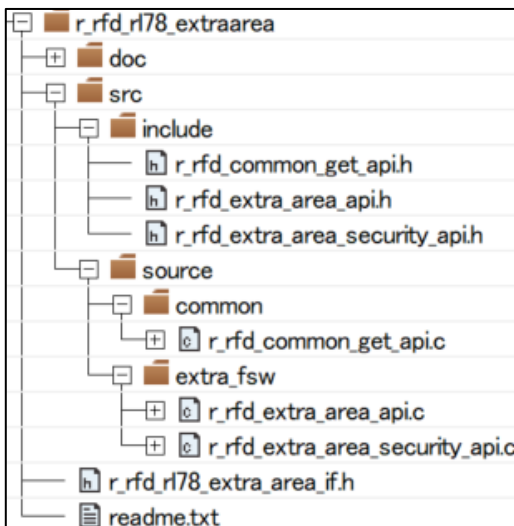 r_rfd_rl78_extraarea
doc
src
include
r_rfd_common_get_api.h
r_rfd_extra_area_api.h
r_rfd_extra_area_security_api.h
source
common
r_rfd_common_get_api.c
extra_fsw
r_rfd_extra_area_api.c
r_rfd_extra_area_security_api.c
r_rfd_rl78_extra_area_if.h
readme.txt